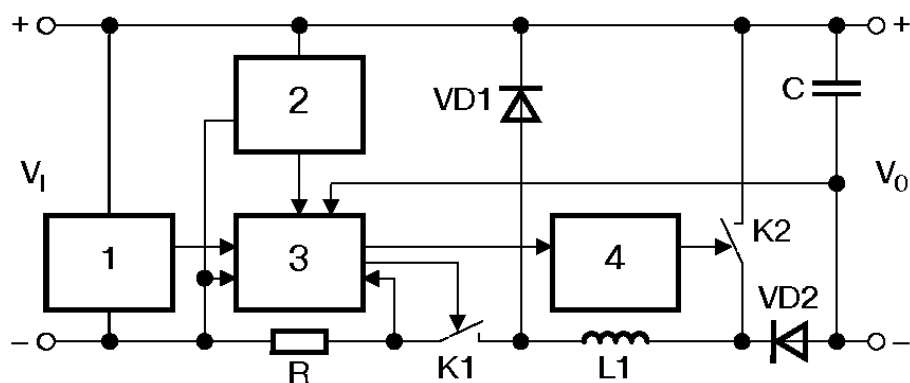 + +
2 VD1 C
V_I V_0
1 3 4 K2
VD2
– R K1 L1 –